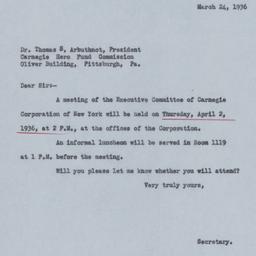 March 24, 1936
Dr. Thomas S. Arbuthnot, President
Carnegie Hero Fund Commission
Oliver Building, Pittsburgh, Pa.
Dear Sir:-
A meeting of the Executive Committee of Carnegie
Corporation of New York will be held on Thursday, April 2,
1936, at 2 P.M., at the offices of the Corporation.
An informal luncheon will be served in Room 1119
at 1 P.M. before the meeting.
Will you please let me know whether you will attend?
Very truly yours,
Secretary.